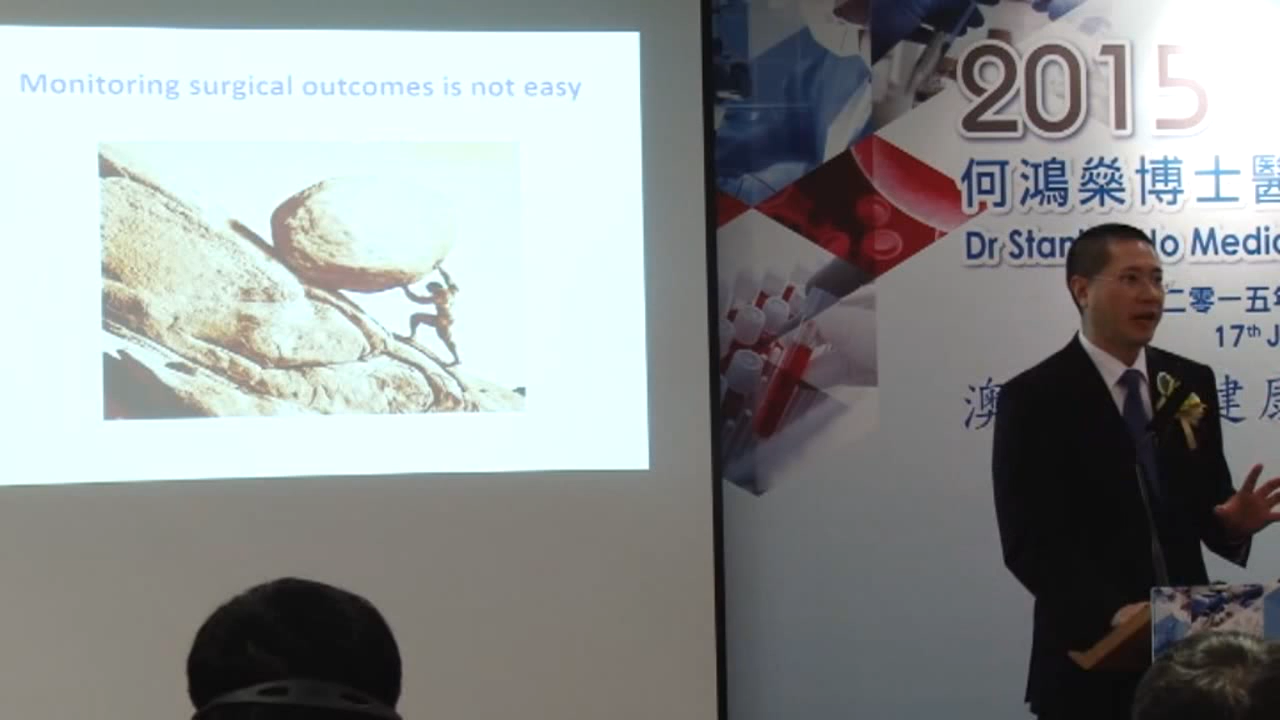 Monitoring surgical outcomes is not easy
2015
何鴻燊博士醫
Dr Stan Ho Medic
二零一五年
17th J
澳 建康